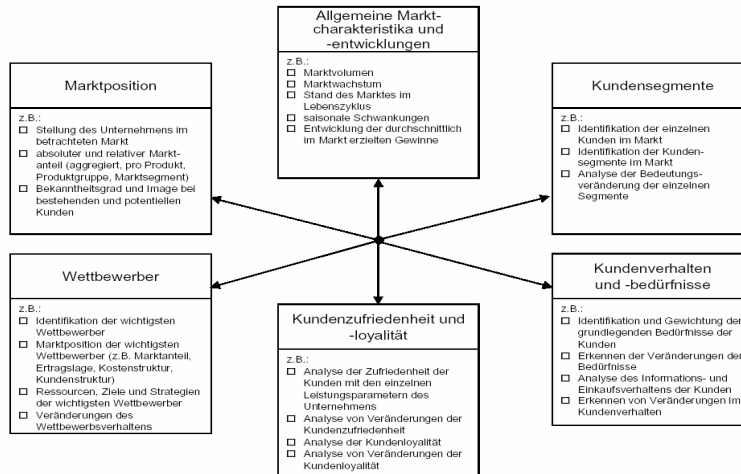 Allgemeine Markt-
charakteristika und
-entwicklungen
z.B.:
Marktvolumen
Marktwachstum
Stand des Marktes im
Lebenszyklus
saisonale Schwankungen
Entwicklung der durchschnittlich
im Markt erzielten Gewinne
Marktposition
z.B.:
Stellung des Unternehmens im
betrachteten Markt
absoluter und relativer Markt-
anteil (aggregiert, pro Produkt,
Produktgruppe, Marktsegment)
Bekanntheitsgrad und Image bei
bestehenden und potentiellen
Kunden
Kundensegmente
z.B.:
Identifikation der einzelnen
Kunden im Markt
Identifikation der Kunden-
segmente im Markt
Analyse der Bedeutungs-
veränderung der einzelnen
Segmente
Wettbewerber
z.B.:
Identifikation der wichtigsten
Wettbewerber
Marktposition der wichtigsten
Wettbewerber (z.B. Marktanteil,
Ertragslage, Kostenstruktur,
Kundenstruktur)
Ressourcen, Ziele und Strategien
der wichtigsten Wettbewerber
Veränderungen des
Wettbewerbsverhaltens
Kundenzufriedenheit und
-loyalität
z.B.:
Analyse der Zufriedenheit der
Kunden mit den einzelnen
Leistungsparametern des
Unternehmens
Analyse von Veränderungen der
Kundenzufriedenheit
Analyse der Kundenloyalität
Analyse von Veränderungen der
Kundenloyalität
Kundenverhalten
und -bedürfnisse
z.B.:
Identifikation und Gewichtung der
grundlegenden Bedürfnisse der
Kunden
Erkennen der Veränderungen der
Bedürfnisse
Analyse des Informations- und
Einkaufsverhaltens der Kunden
Erkennen von Veränderungen im
Kundenverhalten